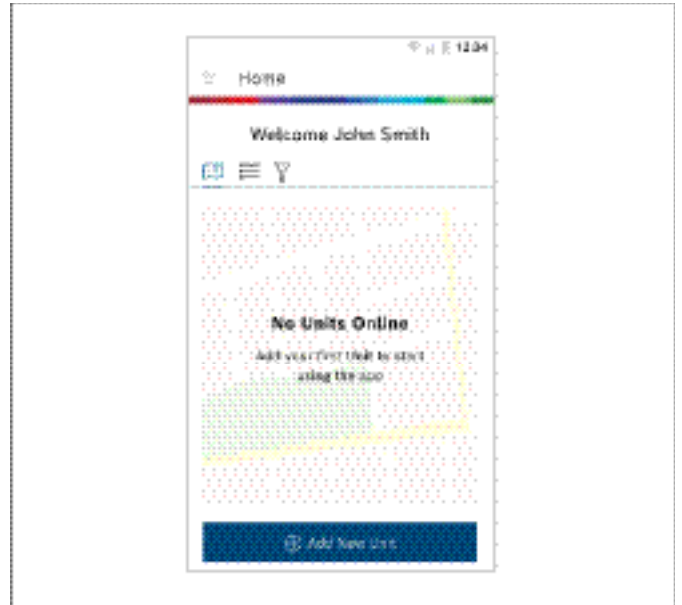 12:34
Home
Welcome John Smith
No Units Online
Add your first Unit to start
using the app
Add New Unit